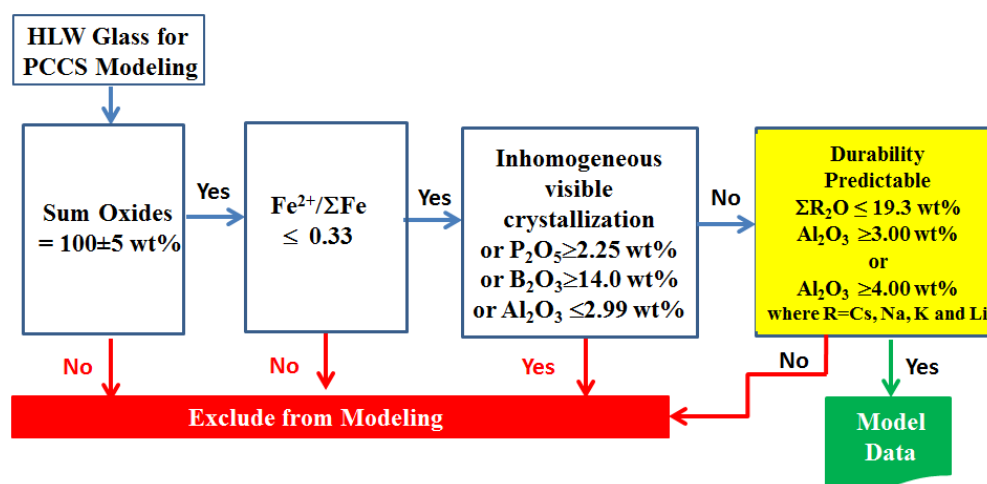 HLW Glass for
PCCS Modeling
Sum Oxides
= 100±5 wt%
Yes
Fe²⁺/ΣFe
≤ 0.33
Yes
Inhomogeneous
visible
crystallization
or P₂O₅≥2.25 wt%
or B₂O₃≥14.0 wt%
or Al₂O₃ ≤2.99 wt%
No
Durability
Predictable
ΣR₂O ≤ 19.3 wt%
Al₂O₃ ≥3.00 wt%
or
Al₂O₃ ≥4.00 wt%
where R=Cs, Na, K and Li
No
No
Yes
No
Yes
Exclude from Modeling
Model
Data